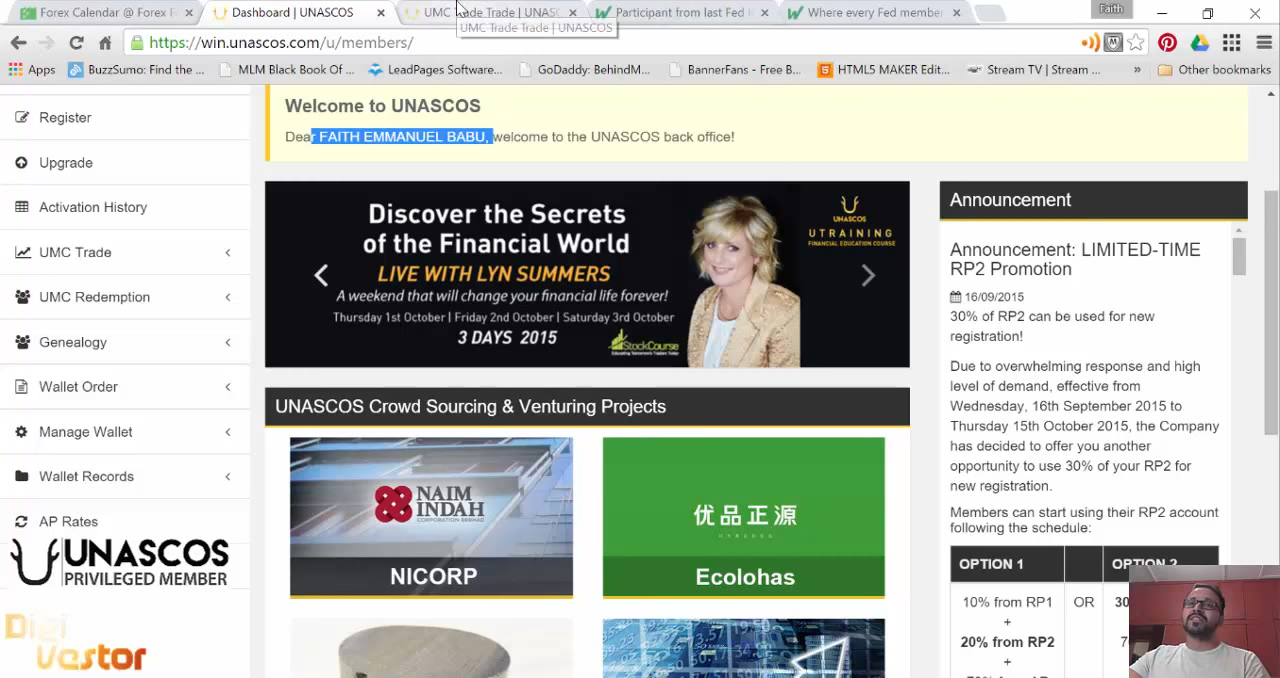 Forex Calendar @ Forex F
Dashboard | UNASCOS
UMC Trade Trade | UNASC
Participant from last Fed
Where every Fed member
Faith
UMC Trade Trade | UNASCOS
https://win.unascos.com/u/members/
Apps
BuzzSumo: Find the ...
MLM Black Book Of ...
LeadPages Software...
GoDaddy: BehindM...
BannerFans - Free B...
HTML5 MAKER Edit...
Stream TV | Stream ...
»
Other bookmarks
Register
Upgrade
Activation History
UMC Trade
UMC Redemption
Genealogy
Wallet Order
Manage Wallet
Wallet Records
AP Rates
UNASCOS
PRIVILEGED MEMBER
Digi
Vestor
Welcome to UNASCOS
Dear FAITH EMMANUEL BABU, welcome to the UNASCOS back office!
Discover the Secrets
of the Financial World
LIVE WITH LYN SUMMERS
A weekend that will change your financial life forever!
Thursday 1st October | Friday 2nd October | Saturday 3rd October
3 DAYS 2015
StockCourse
Educating Tomorrow's Traders Today
UNASCOS
UTRAINING
FINANCIAL EDUCATION COURSE
UNASCOS Crowd Sourcing & Venturing Projects
NAIM
INDAH
CORPORATION BERHAD
NICORP
优品正源
Ecolohas
Announcement
Announcement: LIMITED-TIME
RP2 Promotion
16/09/2015
30% of RP2 can be used for new
registration!
Due to overwhelming response and high
level of demand, effective from
Wednesday, 16th September 2015 to
Thursday 15th October 2015, the Company
has decided to offer you another
opportunity to use 30% of your RP2 for
new registration.
Members can start using their RP2 account
following the schedule:
OPTION 1
OPTION 2
10% from RP1
OR
+
20% from RP2
+